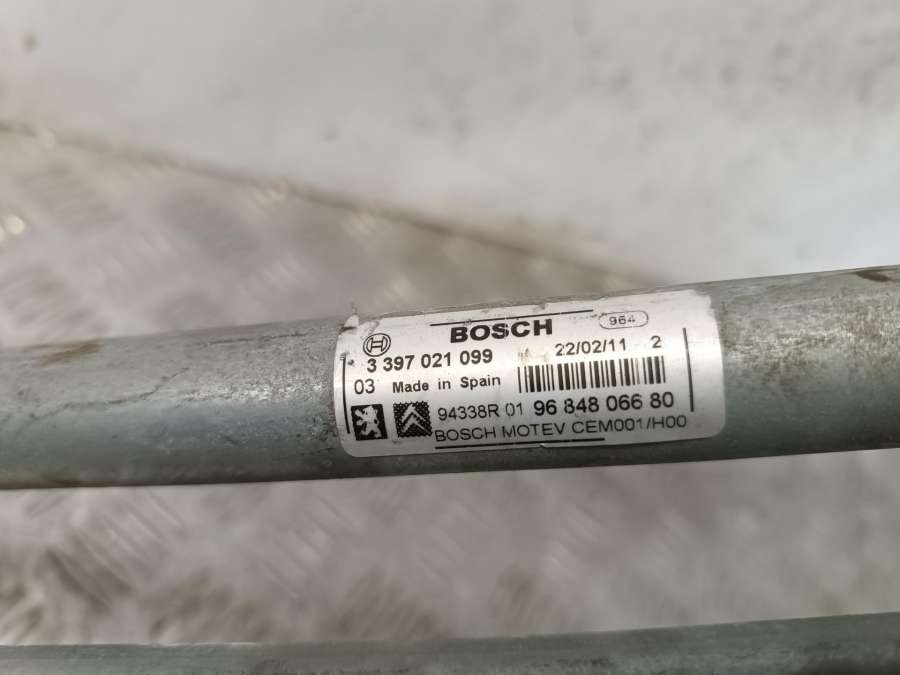 BOSCH 964
3 397 021 099 22/02/11 2
03 Made in Spain
94338R 01 96 848 066 80
BOSCH MOTEV CEM001/H00